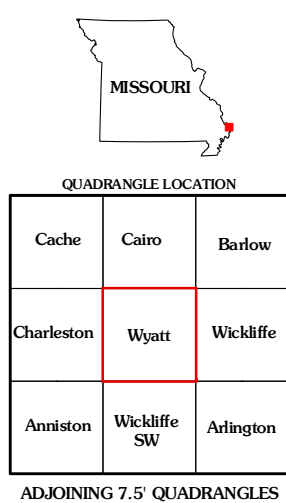 MISSOURI
QUADRANGLE LOCATION
Cache Cairo Barlow
Charleston Wyatt Wickliffe
Anniston Wickliffe SW Arlington
ADJOINING 7.5' QUADRANGLES